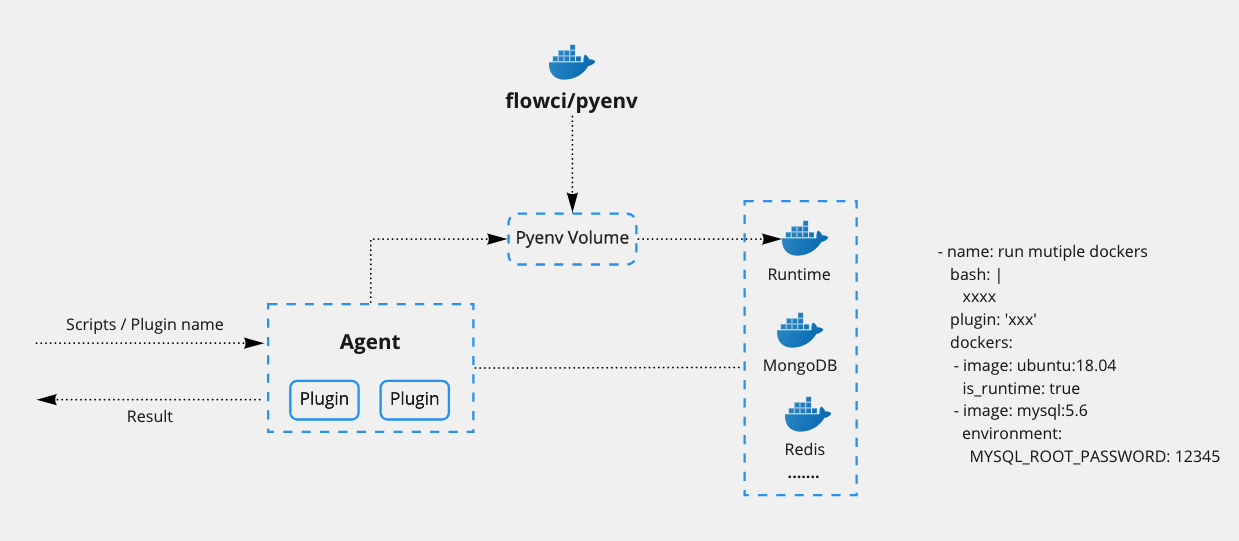 flowci/pyenv
Pyenv Volume
Runtime
MongoDB
Redis
.......
Scripts / Plugin name
Result
Agent
Plugin
Plugin
- name: run mutiple dockers
bash: |
xxxx
plugin: 'xxx'
dockers:
- image: ubuntu:18.04
is_runtime: true
- image: mysql:5.6
environment:
MYSQL_ROOT_PASSWORD: 12345